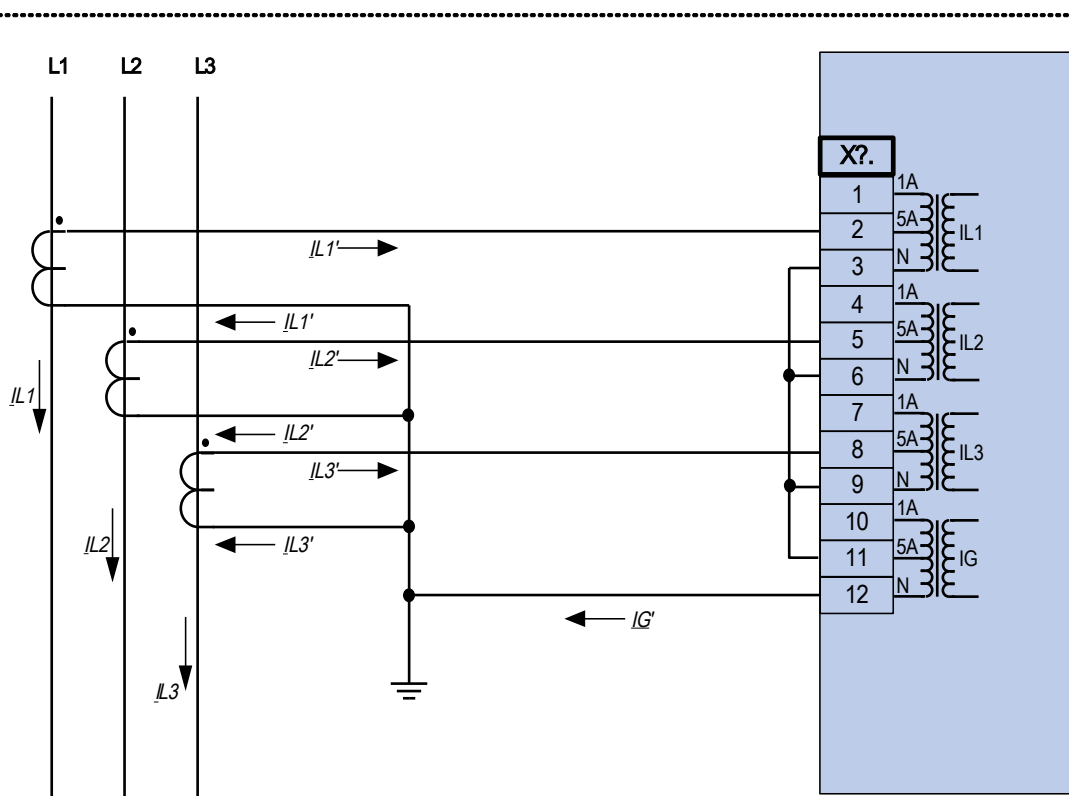 L1 L2 L3
X?.
1 1A
2 5A IL1
3 N
4 1A
5 5A IL2
6 N
7 1A
8 5A IL3
9 N
10 1A
11 5A IG
12 N
IL1'
IL1'
IL2'
IL1
IL2'
IL3'
IL2
IL3'
IG'
IL3